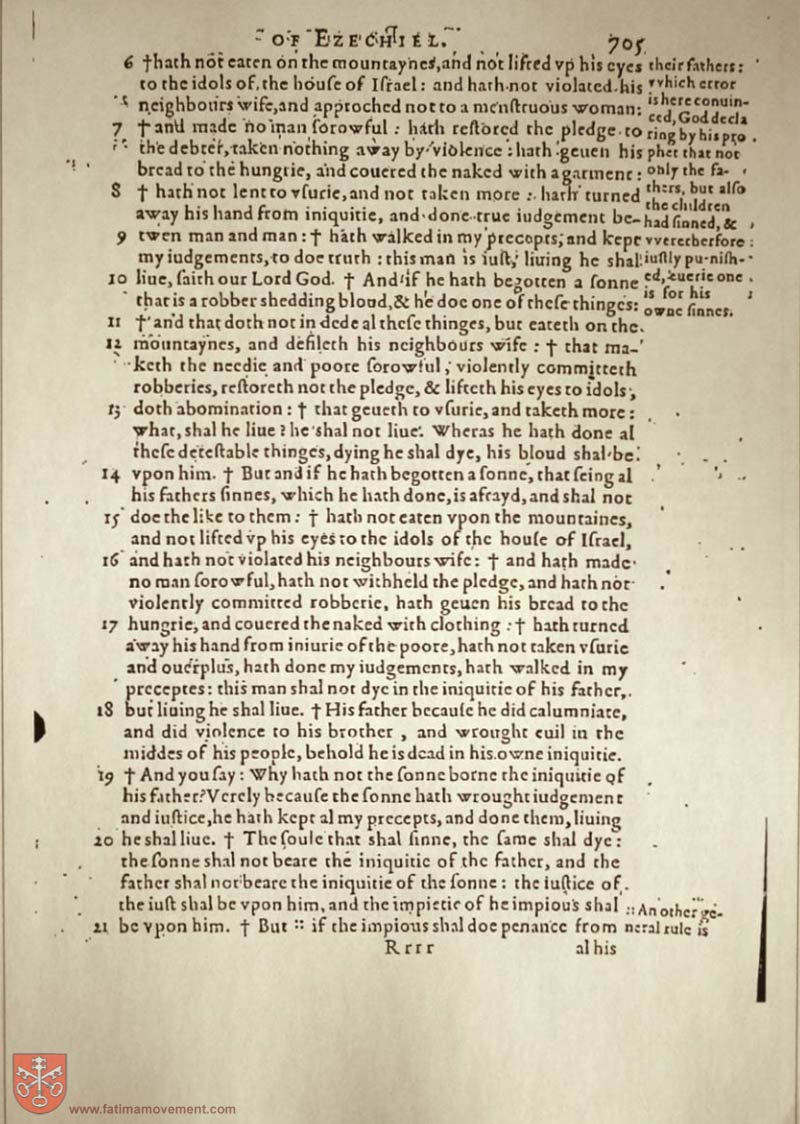 OF EZECHIEL.
705
6 †hath not eaten on the mountaynes, and not lifted vp his eyes
to the idols of the houſe of Iſrael: and hath not violated his
neighbours wife, and approched not to a menſtruous woman:
7 † and made no man ſorowful: hath reſtored the pledge to
the debter, taken nothing away by violence: hath geuen his
bread to the hungrie, and couered the naked with a garment:
8 † hath not lent to vſurie, and not taken more: hath turned
away his hand from iniquitie, and done true iudgement be-
9 twen man and man: † hath walked in my precepts, and kept
my iudgements, to doe truth: this man is iuſt, liuing he shal
10 liue, ſaith our Lord God. † And if he hath begotten a ſonne
that is a robber shedding bloud, & he doe one of theſe thinges:
11 † and that doth not in dede al theſe thinges, but eateth on the
12 mountaynes, and defileth his neighbours wife: † that ma-
keth the needie and poore ſorowful, violently committeth
robberies, reſtoreth not the pledge, & lifteth his eyes to idols,
13 doth abomination: † that geueth to vſurie, and taketh more:
what, shal he liue? he shal not liue. Wheras he hath done al
theſe deteſtable thinges, dying he shal dye, his bloud shal be
14 vpon him. † But and if he hath begotten a ſonne, that ſeing al
his fathers ſinnes, which he hath done, is afrayd, and shal not
15 doe the like to them: † hath not eaten vpon the mountaines,
and not lifted vp his eyes to the idols of the houſe of Iſrael,
16 and hath not violated his neighbours wife: † and hath made
no man ſorowful, hath not withheld the pledge, and hath not
violently committed robberie, hath geuen his bread to the
17 hungrie, and couered the naked with clothing: † hath turned
away his hand from iniurie of the poore, hath not taken vſurie
and ouerplus, hath done my iudgements, hath walked in my
preceptes: this man shal not dye in the iniquitie of his father,
18 but liuing he shal liue. † His father becauſe he did calumniate,
and did violence to his brother, and wrought euil in the
middes of his people, behold he is dead in his owne iniquitie.
19 † And you ſay: Why hath not the ſonne borne the iniquitie of
his father? Verely becauſe the ſonne hath wrought iudgement
and iuſtice, he hath kept al my precepts, and done them, liuing
20 he shal liue. † The ſoule that shal ſinne, the ſame shal dye:
the ſonne shal not beare the iniquitie of the father, and the
father shal not beare the iniquitie of the ſonne: the iuſtice of
the iuſt shal be vpon him, and the impietie of he impious shal
21 be vpon him. † But :: if the impious shal doe penance from
Rrrr
al his
their fathers:
vvhich error
is here conuin-
ced, God decla
ring by his pro
phet that not
only the fa-
thers, but alſo
the children
had ſinned, &
vverether fore
iuſtly pu-nish-
ed, euerie one
is for his
owne ſinnes.
:: An other ge-
neral rule is
www.fatimamovement.com